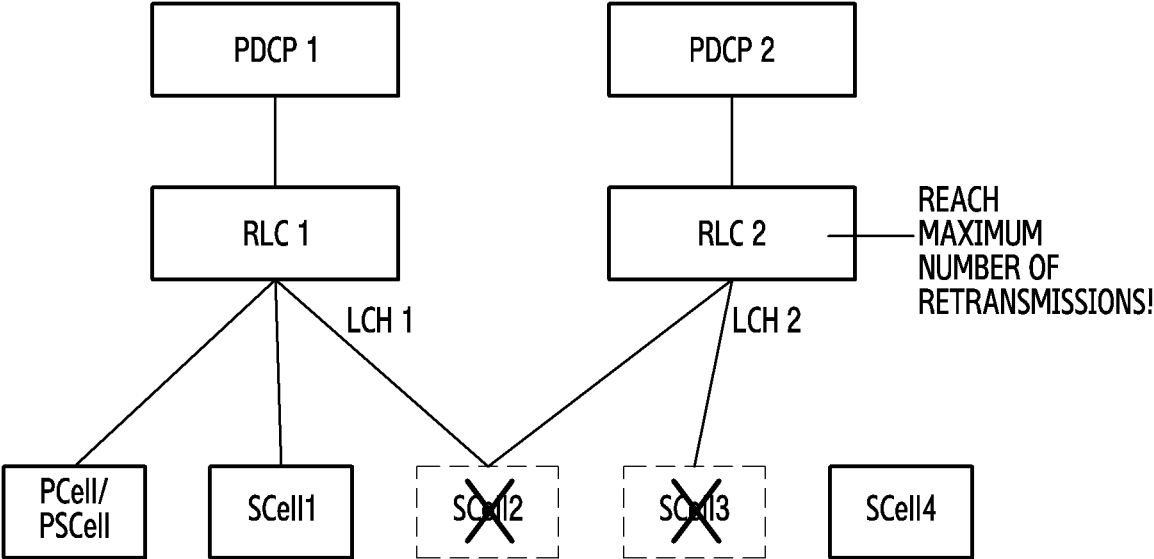 PDCP 1
PDCP 2
RLC 1
RLC 2
REACH
MAXIMUM
NUMBER OF
RETRANSMISSIONS!
LCH 1
LCH 2
PCell/
PSCell
SCell1
SCell2
SCell3
SCell4